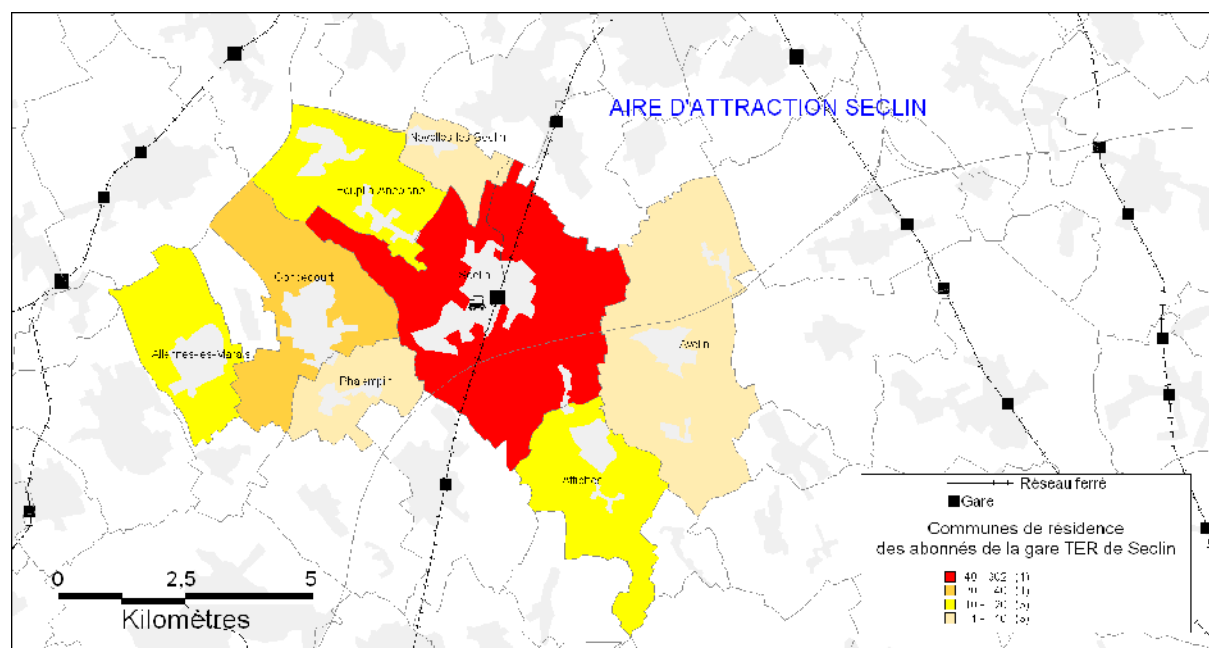 AIRE D'ATTRACTION SECLIN
Noyelles-les-Seclin
Houplin-Ancoisne
Seclin
Gondecourt
Avelin
Allennes-les-Marais
Phalempin
Attiches
Réseau ferré
Gare
Communes de résidence
des abonnés de la gare TER de Seclin
0 2,5 5
Kilomètres